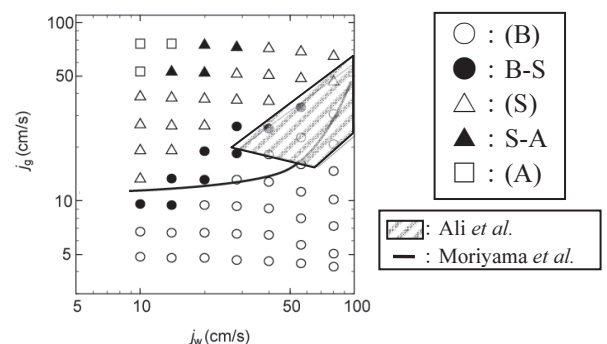 100
50
10
5
5
10
50
100
j_g (cm/s)
j_w (cm/s)
: (B)
: B-S
: (S)
: S-A
: (A)
: Ali et al.
: Moriyama et al.